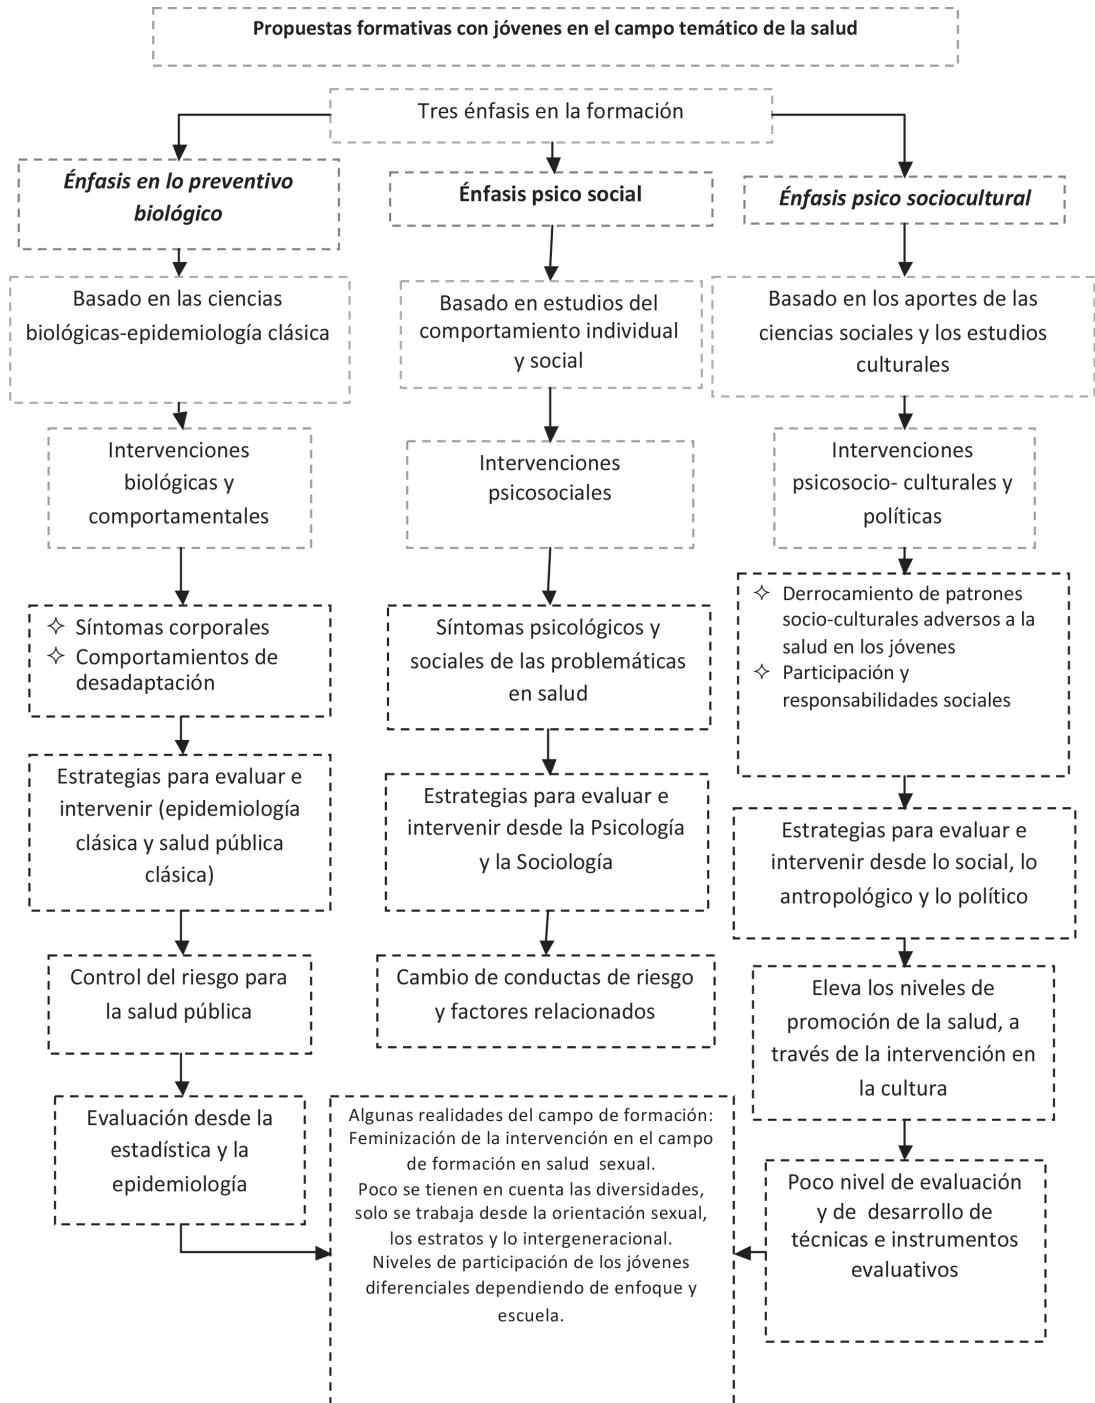 Propuestas formativas con jóvenes en el campo temático de la salud
Tres énfasis en la formación
Énfasis en lo preventivo
biológico
Basado en las ciencias
biológicas-epidemiología clásica
Intervenciones
biológicas y
comportamentales
Síntomas corporales
Comportamientos de
desadaptación
Estrategias para evaluar e
intervenir (epidemiología
clásica y salud pública
clásica)
Control del riesgo para
la salud pública
Evaluación desde la
estadística y la
epidemiología
Énfasis psico social
Basado en estudios del
comportamiento individual
y social
Intervenciones
psicosociales
Síntomas psicológicos y
sociales de las problemáticas
en salud
Estrategias para evaluar e
intervenir desde la Psicología
y la Sociología
Cambio de conductas de riesgo
y factores relacionados
Énfasis psico sociocultural
Basado en los aportes de las
ciencias sociales y los estudios
culturales
Intervenciones
psicosocio- culturales y
políticas
Derrocamiento de patrones
socio-culturales adversos a la
salud en los jóvenes
Participación y
responsabilidades sociales
Estrategias para evaluar e
intervenir desde lo social, lo
antropológico y lo político
Eleva los niveles de
promoción de la salud, a
través de la intervención en
la cultura
Poco nivel de evaluación
y de desarrollo de
técnicas e instrumentos
evaluativos
Algunas realidades del campo de formación:
Feminización de la intervención en el campo
de formación en salud sexual.
Poco se tienen en cuenta las diversidades,
solo se trabaja desde la orientación sexual,
los estratos y lo intergeneracional.
Niveles de participación de los jóvenes
diferenciales dependiendo de enfoque y
escuela.